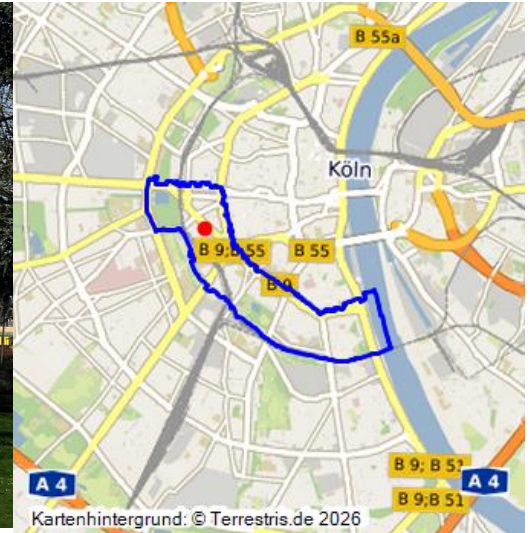 B 55a
Köln
B 9;B 55
B 55
B 9
B 9; B 51
A 4
A 4
B 9;B 51
Kartenhintergrund: © Terrestris.de 2026